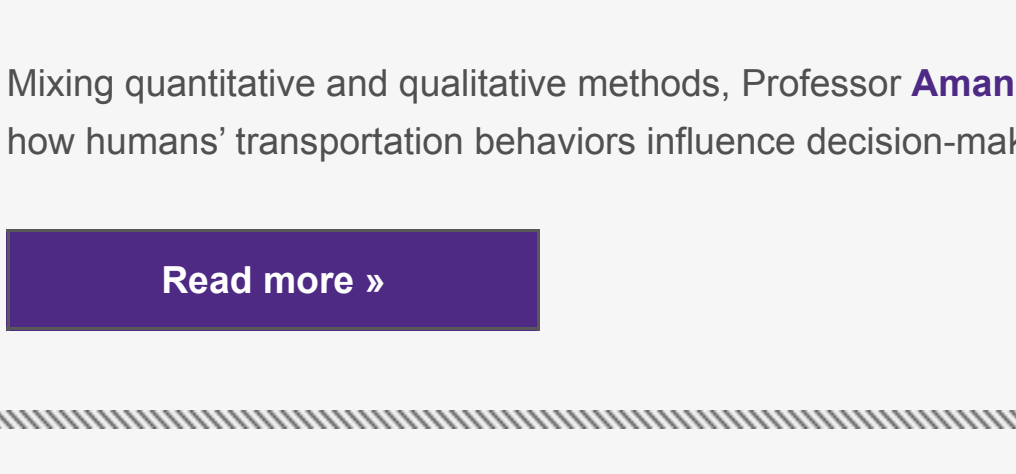 Mixing quantitative and qualitative methods, Professor Aman
how humans’ transportation behaviors influence decision-mak
Read more »